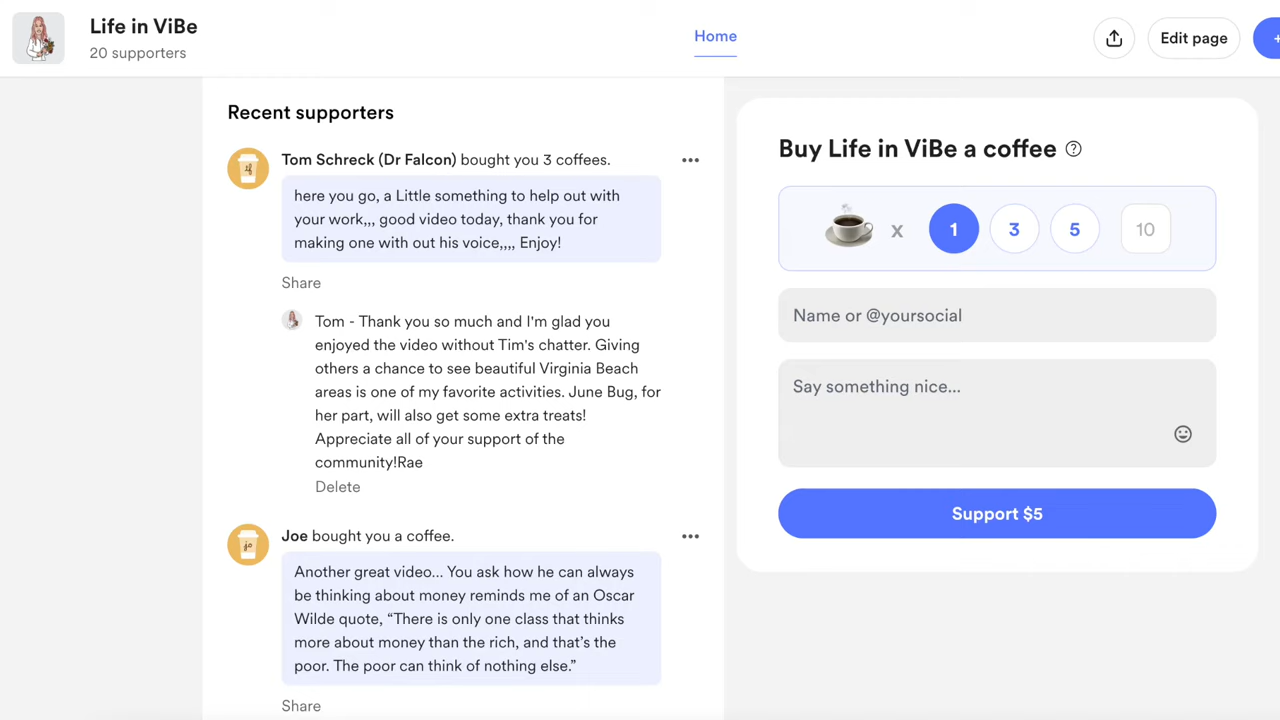 Life in ViBe
20 supporters
Home
Edit page
+
Recent supporters
Tom Schreck (Dr Falcon) bought you 3 coffees.
here you go, a Little something to help out with
your work,,, good video today, thank you for
making one with out his voice,,,, Enjoy!
Share
Tom - Thank you so much and I'm glad you
enjoyed the video without Tim's chatter. Giving
others a chance to see beautiful Virginia Beach
areas is one of my favorite activities. June Bug, for
her part, will also get some extra treats!
Appreciate all of your support of the
community!Rae
Delete
Joe bought you a coffee.
jo
Another great video... You ask how he can always
be thinking about money reminds me of an Oscar
Wilde quote, “There is only one class that thinks
more about money than the rich, and that’s the
poor. The poor can think of nothing else.”
Share
Buy Life in ViBe a coffee ?
x 1 3 5 10
Name or @yoursocial
Say something nice...
Support $5